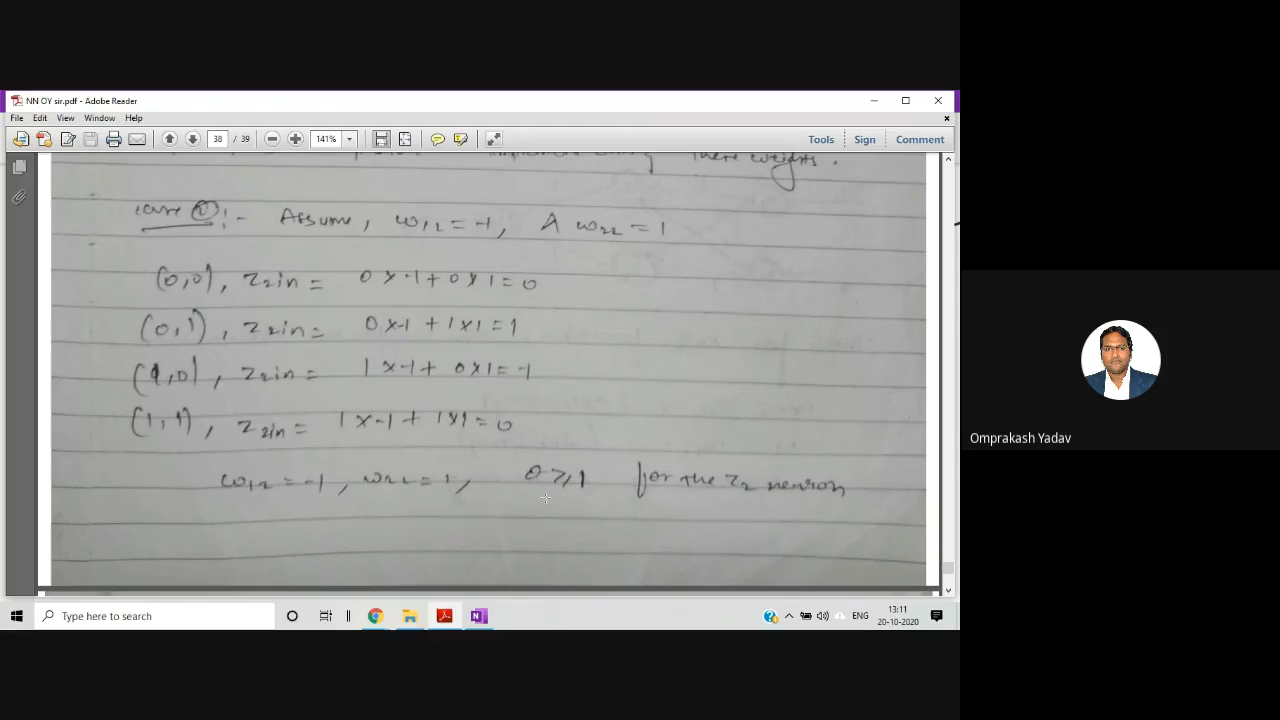 NN OY sir.pdf - Adobe Reader
File Edit View Window Help
38 / 39 141% Tools Sign Comment
these weights.
case ②:- Assume, w12 = -1, & w22 = 1
(0,0), z2in = 0 x -1 + 0 x 1 = 0
(0,1), z2in = 0 x -1 + 1 x 1 = 1
(1,0), z2in = 1 x -1 + 0 x 1 = -1
(1,1), z2in = 1 x -1 + 1 x 1 = 0
w12 = -1, w22 = 1, θ ≥ 1 for the z2 neuron
Omprakash Yadav
Type here to search
ENG
13:11
20-10-2020